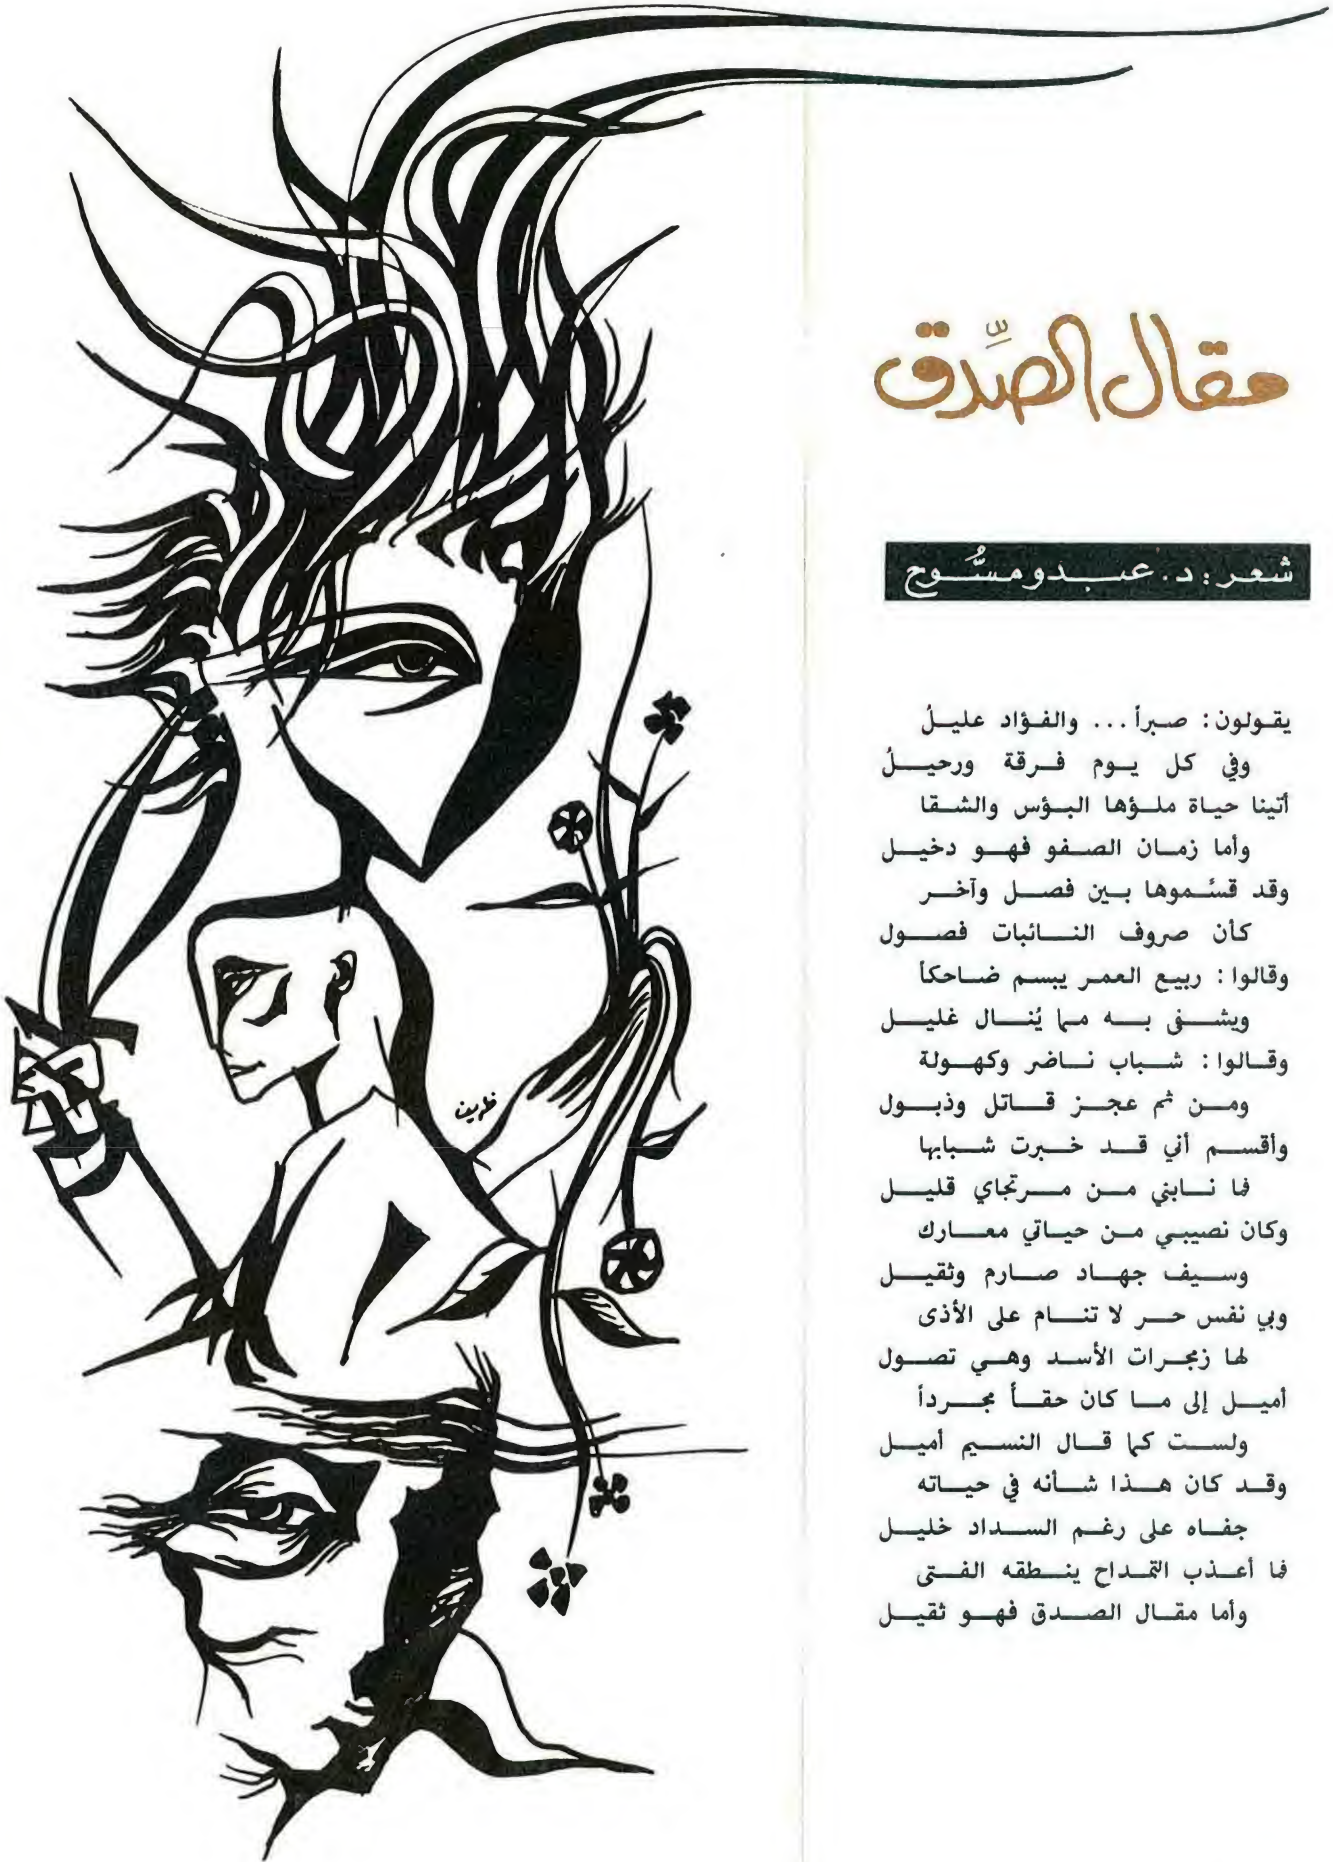 مقال الصِّدق
شعر: د. عبدو مسُّوح
يقولون: صبراً... والفؤاد عليلُ
وفي كل يوم فرقة ورحيلُ
أتينا حياة ملؤها البؤس والشقا
وأما زمان الصفو فهو دخيل
وقد قسَّموها بين فصل وآخر
كأن صروف النائبات فصول
وقالوا: ربيع العمر يبسم ضاحكاً
ويشفى به مما يُنال غليل
وقالوا: شباب ناضر وكهولة
ومن ثم عجز قاتل وذبول
وأقسم أني قد خبرت شبابها
فما نابني من مرتجاي قليل
وكان نصيبي من حياتي معارك
وسيف جهاد صارم وثقيل
وبي نفس حر لا تنام على الأذى
لها زمجرات الأسد وهي تصول
أميل إلى ما كان حقاً مجرداً
ولست كما قال النسيم أميل
وقد كان هذا شأنه في حياته
جفاه على رغم السداد خليل
فما أعذب التمداح ينطقه الفتى
وأما مقال الصدق فهو ثقيل